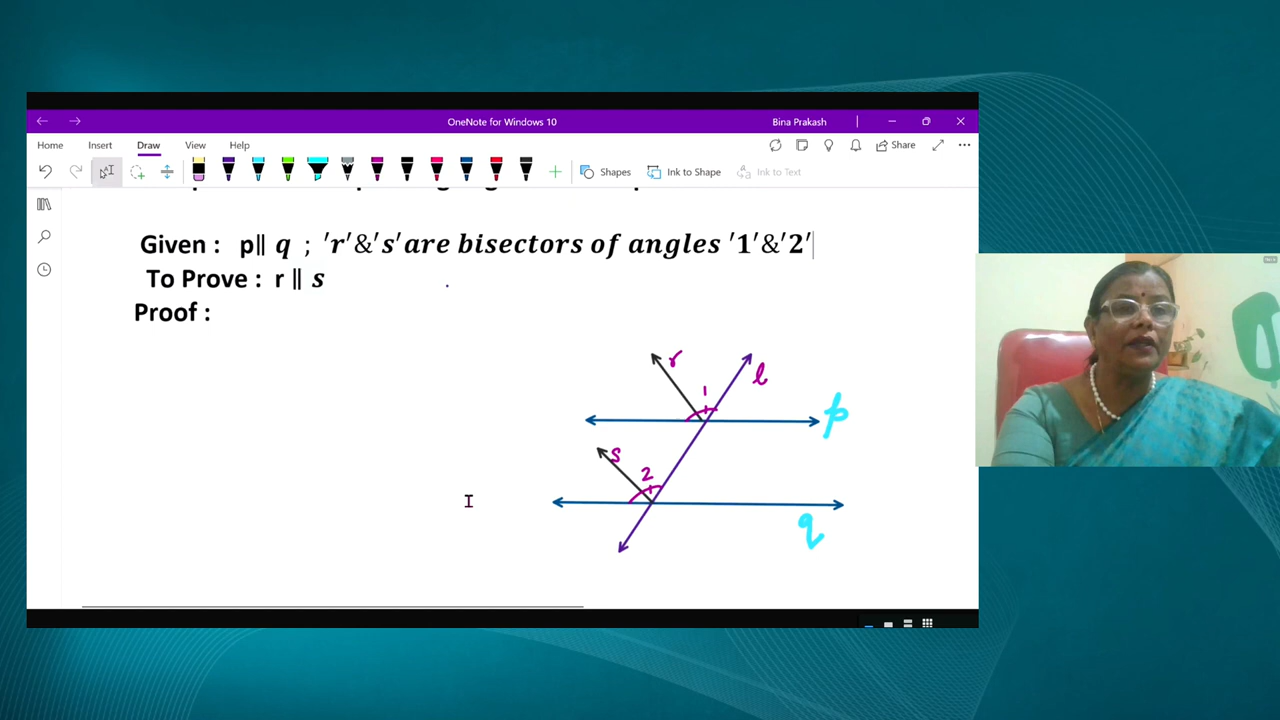 OneNote for Windows 10
Bina Prakash
Home Insert Draw View Help
Share
Shapes
Ink to Shape
Ink to Text
Given : p∥ q ; ′r′&′s′are bisectors of angles ′1′&′2′
To Prove : r ∥ s
Proof :
r
l
1
p
s
2
q